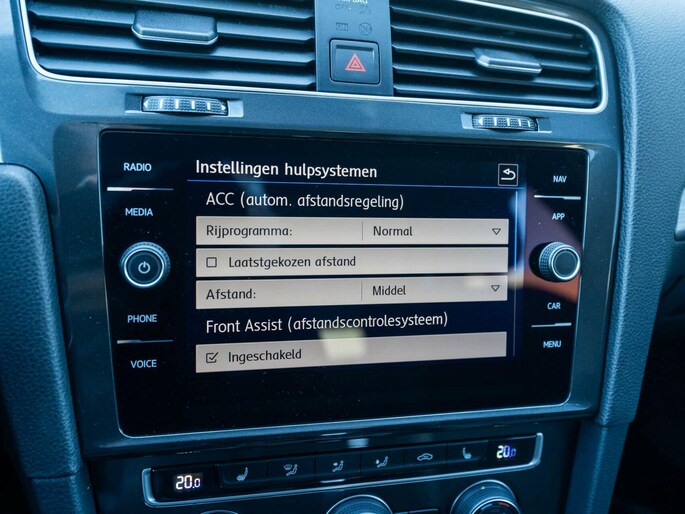 RADIO
MEDIA
PHONE
VOICE
Instellingen hulpsystemen
ACC (autom. afstandsregeling)
Rijprogramma: Normal
Laatstgekozen afstand
Afstand: Middel
Front Assist (afstandscontrolesysteem)
Ingeschakeld
NAV
APP
CAR
MENU
20.0
20.0